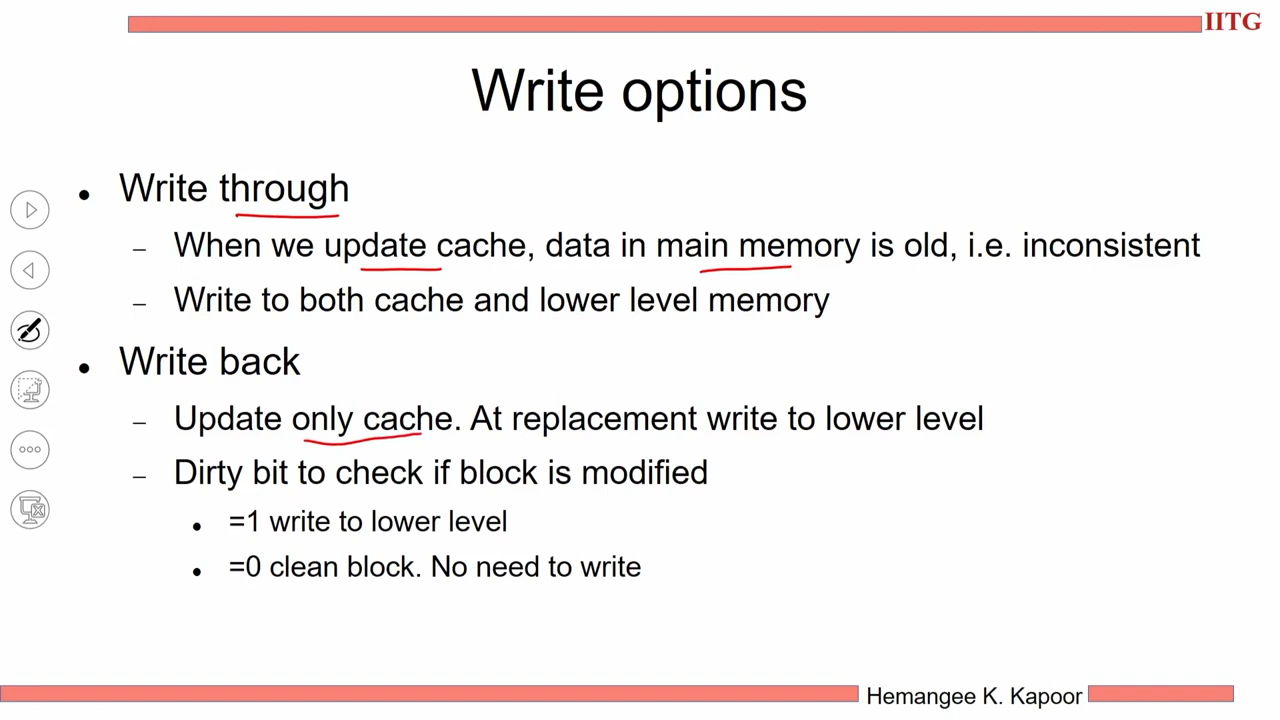 IITG
Write options
• Write through
– When we update cache, data in main memory is old, i.e. inconsistent
– Write to both cache and lower level memory
• Write back
– Update only cache. At replacement write to lower level
– Dirty bit to check if block is modified
• =1 write to lower level
• =0 clean block. No need to write
Hemangee K. Kapoor